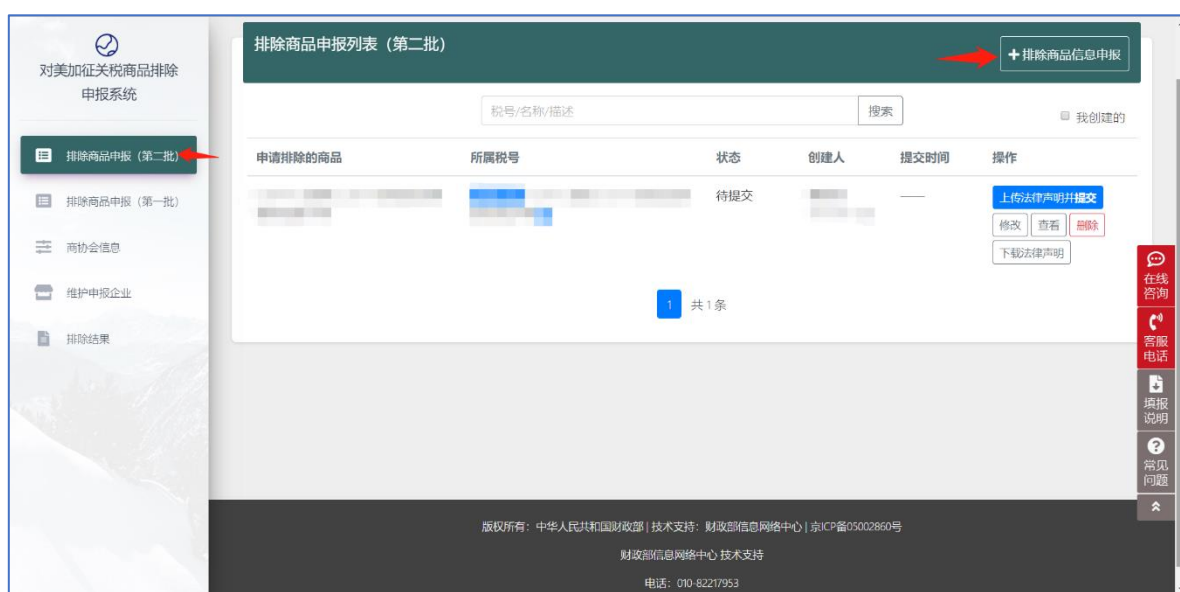 对美加征关税商品排除
申报系统
排除商品申报（第二批）
排除商品申报（第一批）
商协会信息
维护申报企业
排除结果
排除商品申报列表（第二批）
+排除商品信息申报
税号/名称/描述
搜索
我创建的
申请排除的商品 所属税号 状态 创建人 提交时间 操作
待提交 —— 上传法律声明并提交
修改 查看 删除
下载法律声明
1 共1条
在线
咨询
客服
电话
填报
说明
常见
问题
版权所有：中华人民共和国财政部 | 技术支持：财政部信息网络中心 | 京ICP备05002860号
财政部信息网络中心 技术支持
电话：010-82217953